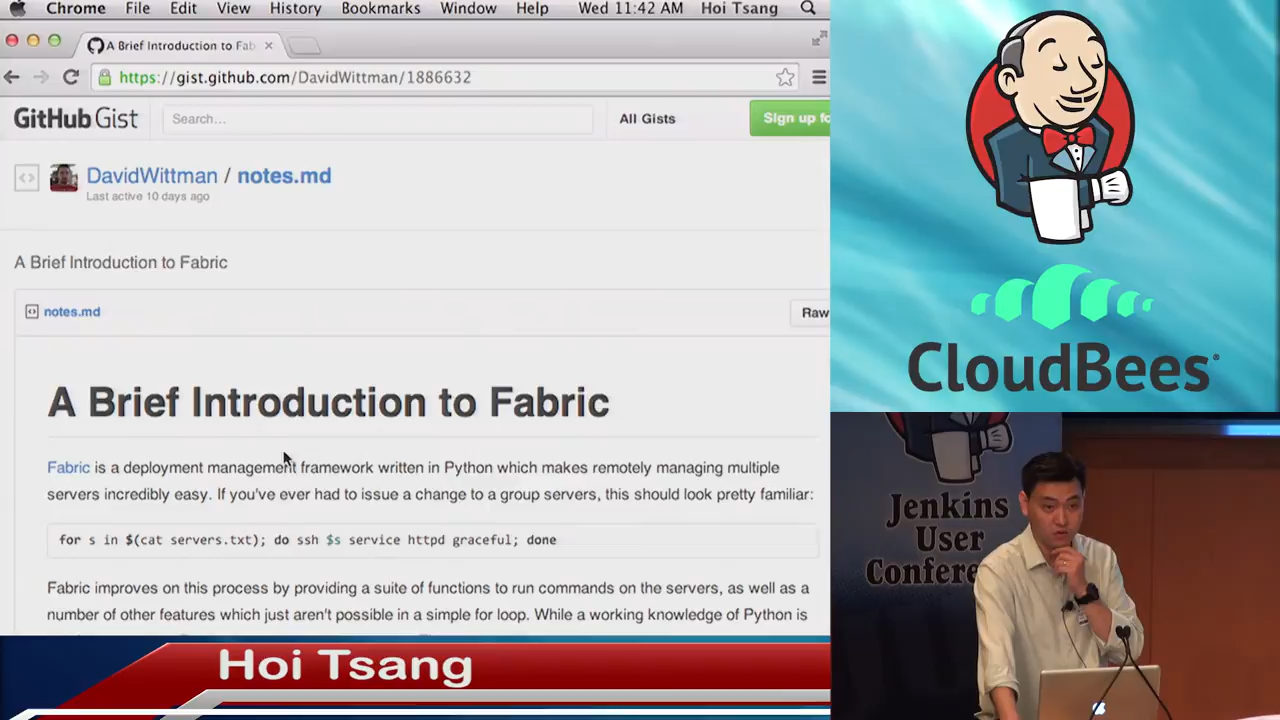 Chrome File Edit View History Bookmarks Window Help Wed 11:42 AM Hoi Tsang
A Brief Introduction to Fab
https://gist.github.com/DavidWittman/1886632
GitHub Gist Search... All Gists Sign up fo
DavidWittman / notes.md
Last active 10 days ago
A Brief Introduction to Fabric
notes.md Raw
A Brief Introduction to Fabric
Fabric is a deployment management framework written in Python which makes remotely managing multiple
servers incredibly easy. If you've ever had to issue a change to a group servers, this should look pretty familiar:
for s in $(cat servers.txt); do ssh $s service httpd graceful; done
Fabric improves on this process by providing a suite of functions to run commands on the servers, as well as a
number of other features which just aren't possible in a simple for loop. While a working knowledge of Python is
Hoi Tsang
CloudBees
Jenkins
User
Confere